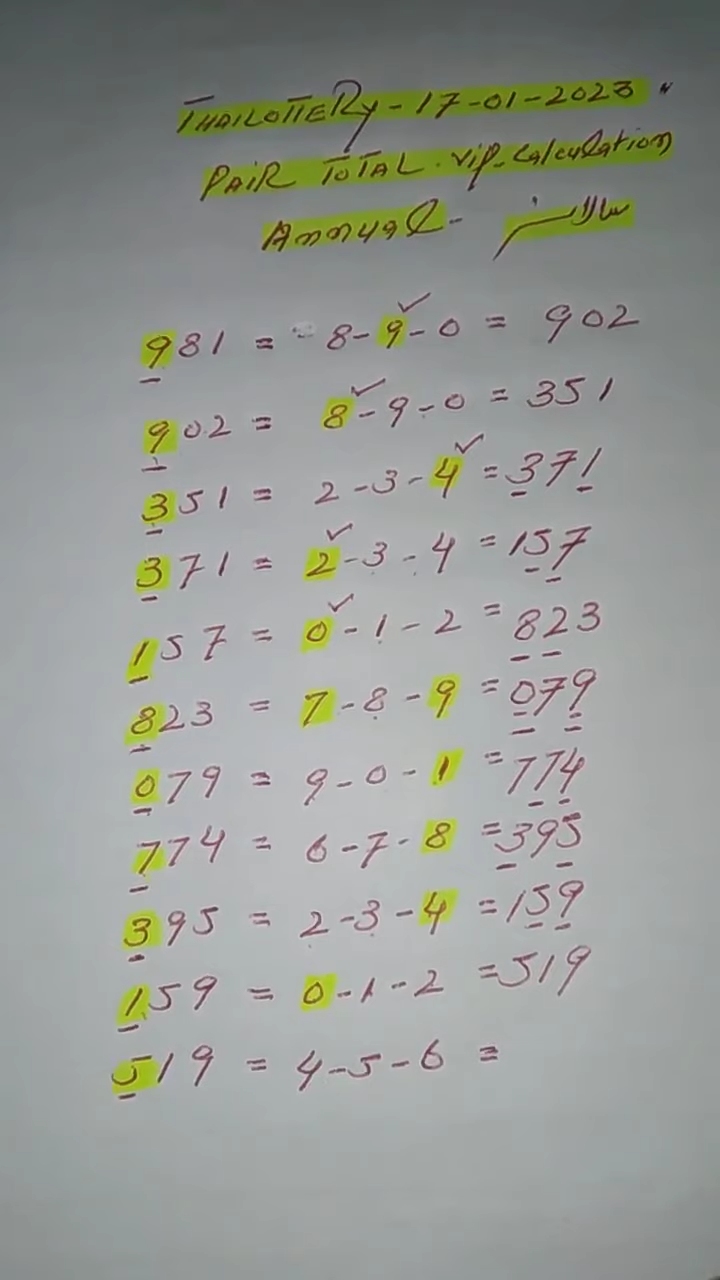 THAILOTTERY-17-01-2023 "
PAIR TOTAL. vip-Calculation
Annual- سالانہ
981 = 8-9-0 = 902
902 = 8-9-0 = 351
351 = 2-3-4 = 371
371 = 2-3-4 = 157
157 = 0-1-2 = 823
823 = 7-8-9 = 079
079 = 9-0-1 = 774
774 = 6-7-8 = 395
395 = 2-3-4 = 159
159 = 0-1-2 = 519
519 = 4-5-6 =